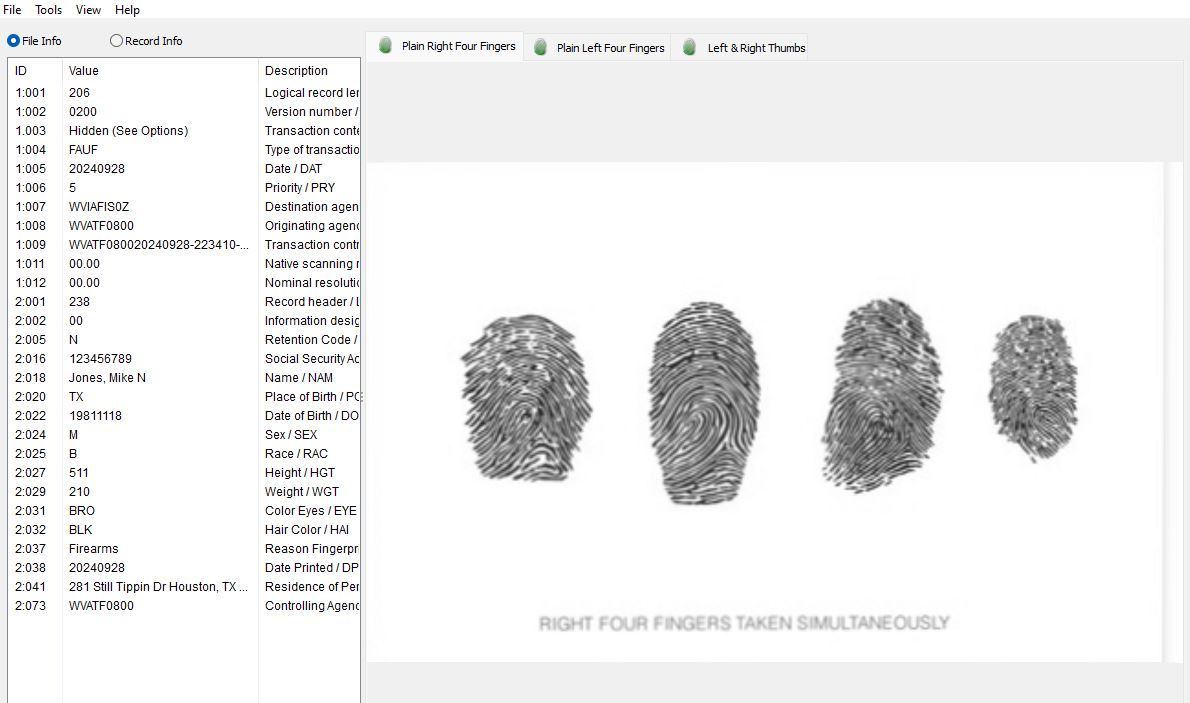 File Tools View Help
File Info Record Info
Plain Right Four Fingers Plain Left Four Fingers Left & Right Thumbs
ID Value Description
1:001 206 Logical record ler
1:002 0200 Version number /
1.003 Hidden (See Options) Transaction conte
1:004 FAUF Type of transactio
1:005 20240928 Date / DAT
1:006 5 Priority / PRY
1:007 WVIAFIS0Z Destination agen
1:008 WVATF0800 Originating agenc
1:009 WVATF080020240928-223410-... Transaction contr
1:011 00.00 Native scanning r
1:012 00.00 Nominal resolutic
2:001 238 Record header / L
2:002 00 Information desig
2:005 N Retention Code /
2:016 123456789 Social Security Ac
2:018 Jones, Mike N Name / NAM
2:020 TX Place of Birth / PC
2:022 19811118 Date of Birth / DO
2:024 M Sex / SEX
2:025 B Race / RAC
2:027 511 Height / HGT
2:029 210 Weight / WGT
2:031 BRO Color Eyes / EYE
2:032 BLK Hair Color / HAI
2:037 Firearms Reason Fingerpr
2:038 20240928 Date Printed / DP
2:041 281 Still Tippin Dr Houston, TX ... Residence of Per
2:073 WVATF0800 Controlling Agenc
RIGHT FOUR FINGERS TAKEN SIMULTANEOUSLY